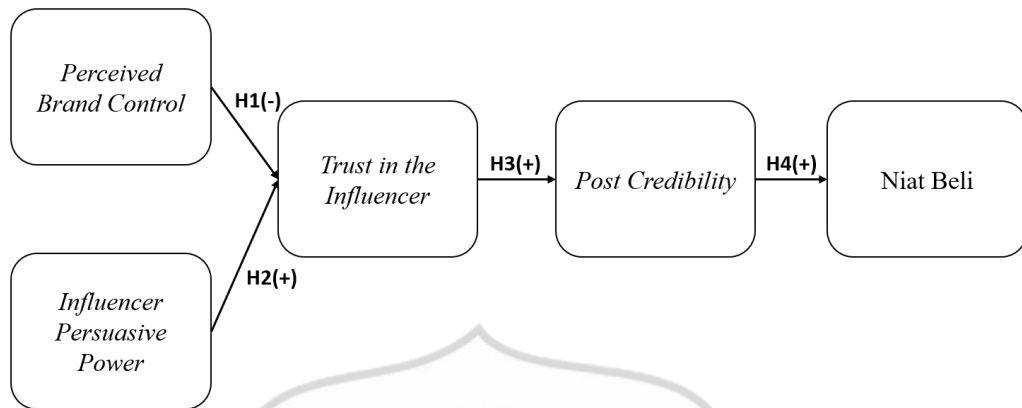 Perceived
Brand Control
H1(-)
Trust in the
Influencer
H3(+)
Post Credibility
H4(+)
Niat Beli
H2(+)
Influencer
Persuasive
Power